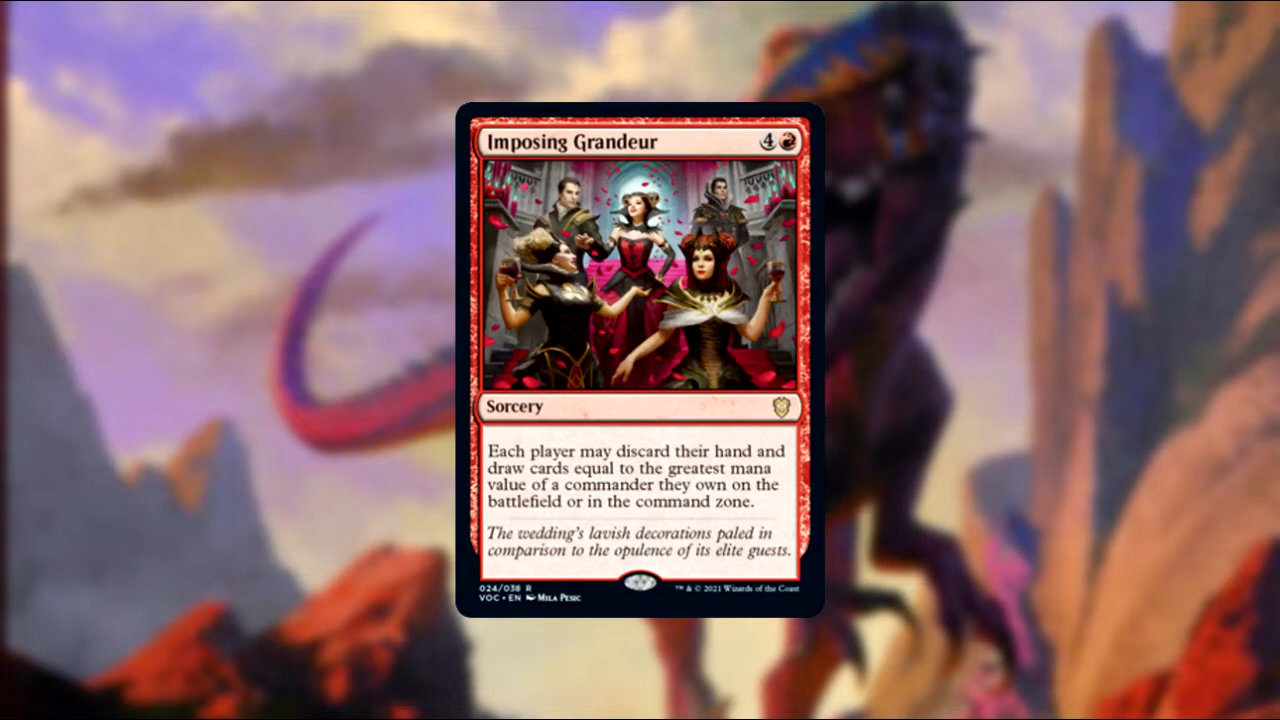 Imposing Grandeur 4
Sorcery
Each player may discard their hand and
draw cards equal to the greatest mana
value of a commander they own on the
battlefield or in the command zone.
The wedding's lavish decorations paled in
comparison to the opulence of its elite guests.
024/038 R ™ & © 2021 Wizards of the Coast
VOC • EN Mila Pesic